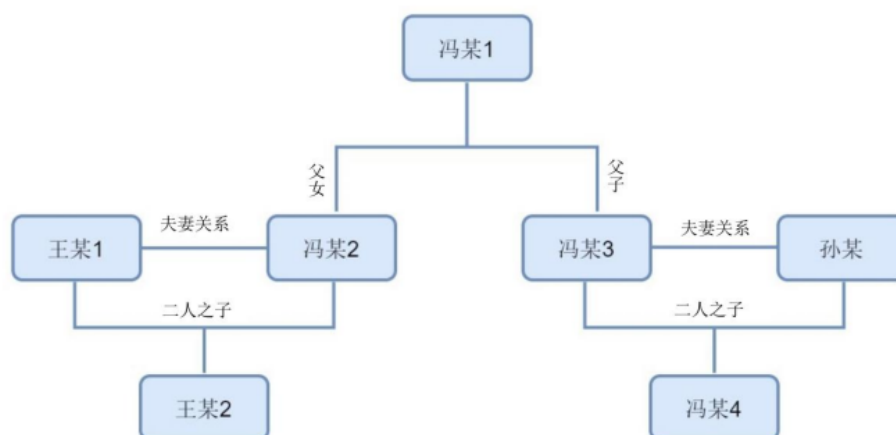 冯某1
父女
父子
夫妻关系
夫妻关系
王某1
冯某2
冯某3
孙某
二人之子
二人之子
王某2
冯某4